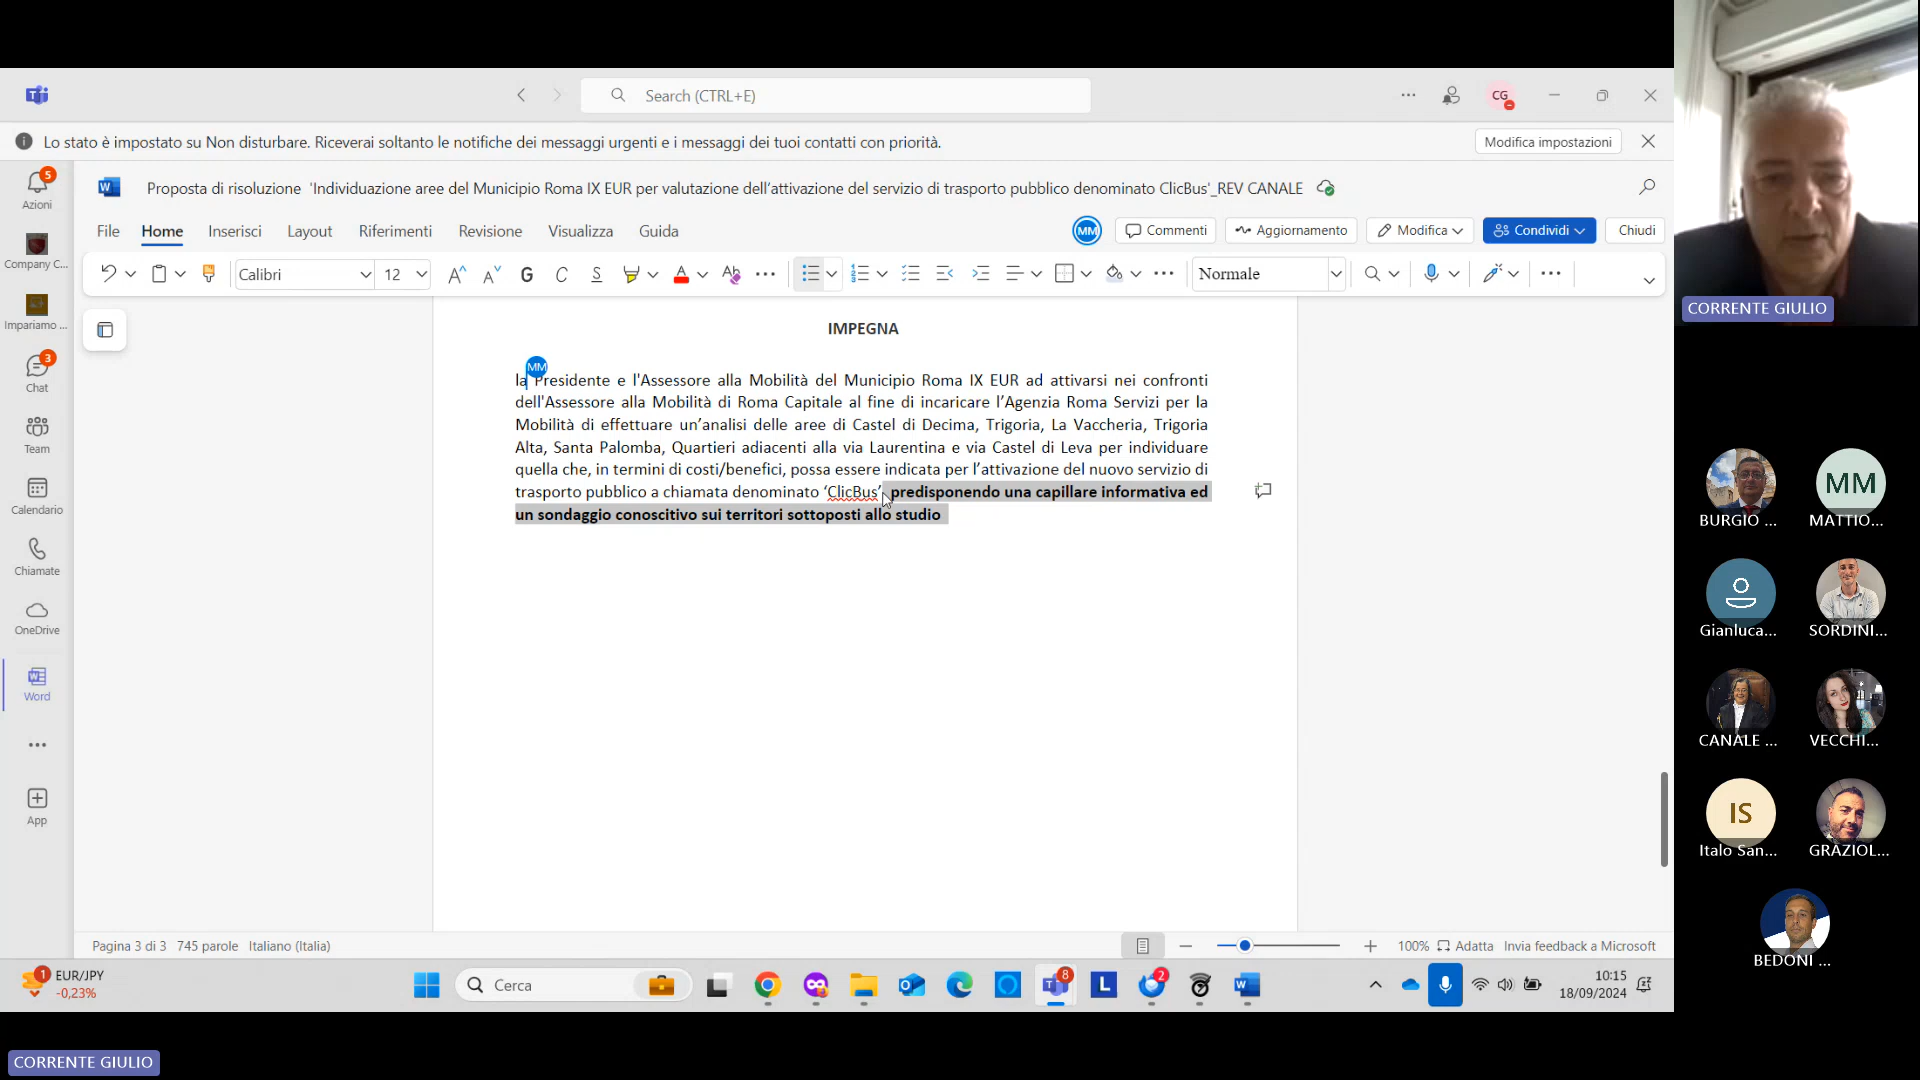 Search (CTRL+E)
CG
Lo stato è impostato su Non disturbare. Riceverai soltanto le notifiche dei messaggi urgenti e i messaggi dei tuoi contatti con priorità.
Modifica impostazioni
5
Azioni
Company C...
Impariamo ...
3
Chat
Team
Calendario
Chiamate
OneDrive
Word
App
Proposta di risoluzione 'Individuazione aree del Municipio Roma IX EUR per valutazione dell'attivazione del servizio di trasporto pubblico denominato ClicBus'_REV CANALE
File Home Inserisci Layout Riferimenti Revisione Visualizza Guida
MM Commenti Aggiornamento Modifica Condividi Chiudi
Calibri 12 G C S Normale
IMPEGNA
MM
la Presidente e l'Assessore alla Mobilità del Municipio Roma IX EUR ad attivarsi nei confronti
dell'Assessore alla Mobilità di Roma Capitale al fine di incaricare l’Agenzia Roma Servizi per la
Mobilità di effettuare un’analisi delle aree di Castel di Decima, Trigoria, La Vaccheria, Trigoria
Alta, Santa Palomba, Quartieri adiacenti alla via Laurentina e via Castel di Leva per individuare
quella che, in termini di costi/benefici, possa essere indicata per l’attivazione del nuovo servizio di
trasporto pubblico a chiamata denominato ‘ClicBus’ predisponendo una capillare informativa ed
un sondaggio conoscitivo sui territori sottoposti allo studio
Pagina 3 di 3 745 parole Italiano (Italia)
100% Adatta Invia feedback a Microsoft
1
EUR/JPY
-0,23%
Cerca
8
L
2
10:15
18/09/2024
CORRENTE GIULIO
CORRENTE GIULIO
BURGIO ...
MM
MATTIO...
Gianluca...
SORDINI...
CANALE ...
VECCHI...
IS
Italo San...
GRAZIOL...
BEDONI ...